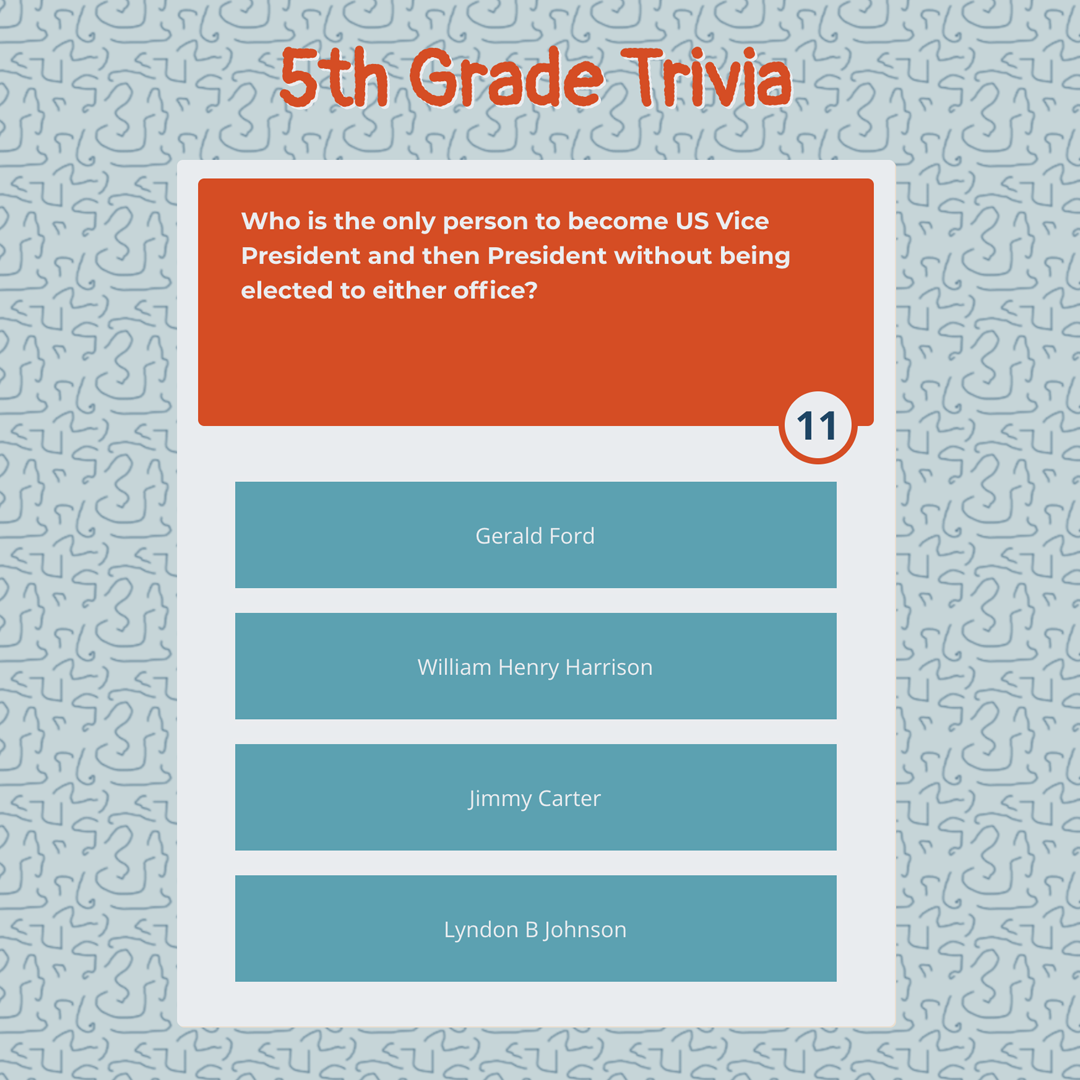 5th Grade Trivia
Who is the only person to become US Vice
President and then President without being
elected to either office?
11
Gerald Ford
William Henry Harrison
Jimmy Carter
Lyndon B Johnson